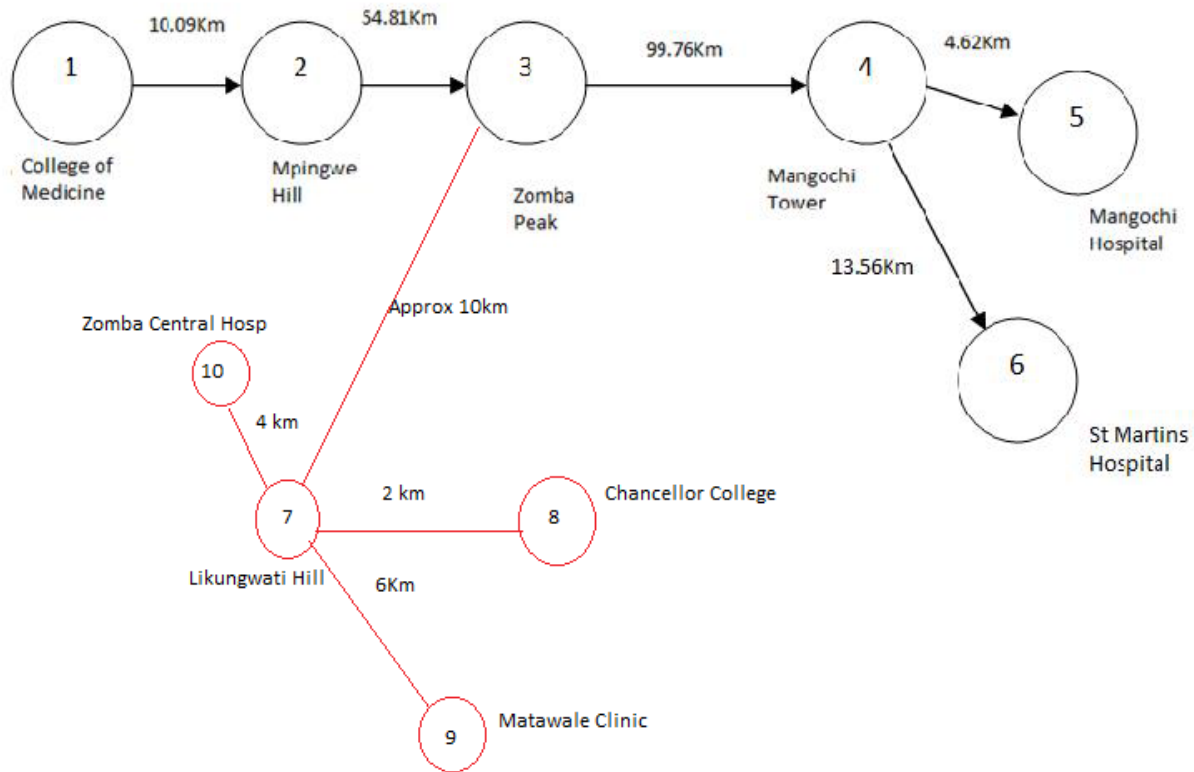 10.09Km
54.81Km
99.76Km
4.62Km
1
2
3
4
5
College of
Medicine
Mpingwe
Hill
Zomba
Peak
Mangochi
Tower
Mangochi
Hospital
13.56Km
Approx 10km
Zomba Central Hosp
10
6
4 km
St Martins
Hospital
2 km
Chancellor College
7
8
Likungwati Hill
6Km
Matawale Clinic
9